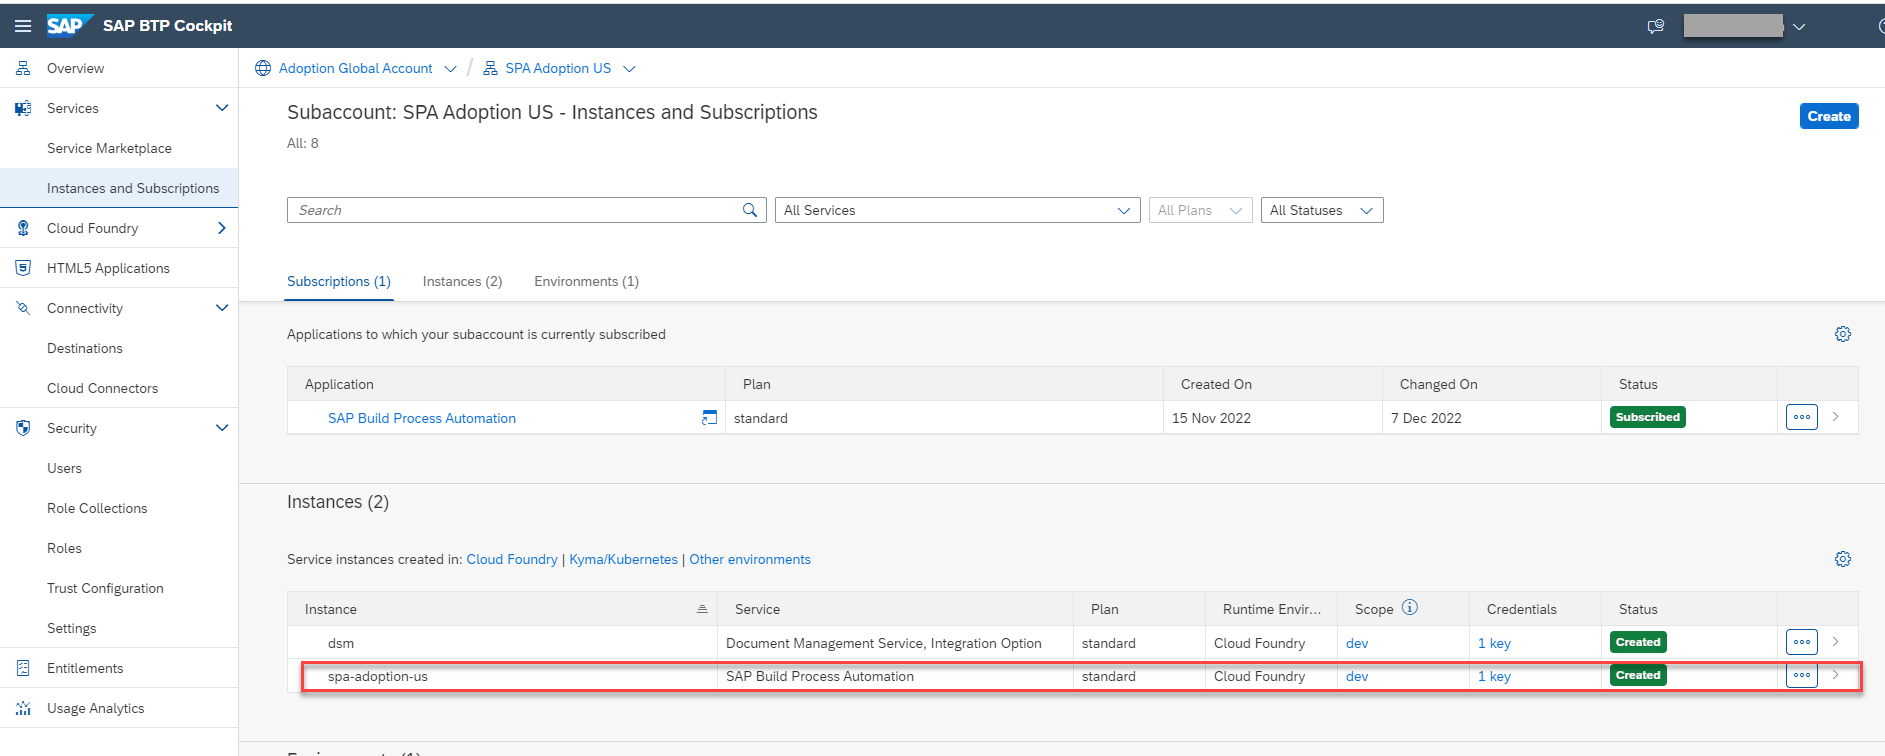 SAP SAP BTP Cockpit
Overview
Services
Service Marketplace
Instances and Subscriptions
Cloud Foundry
HTML5 Applications
Connectivity
Destinations
Cloud Connectors
Security
Users
Role Collections
Roles
Trust Configuration
Settings
Entitlements
Usage Analytics
Adoption Global Account / SPA Adoption US
Subaccount: SPA Adoption US - Instances and Subscriptions
Create
All: 8
Search All Services All Plans All Statuses
Subscriptions (1) Instances (2) Environments (1)
Applications to which your subaccount is currently subscribed
Application Plan Created On Changed On Status
SAP Build Process Automation standard 15 Nov 2022 7 Dec 2022 Subscribed
Instances (2)
Service instances created in: Cloud Foundry | Kyma/Kubernetes | Other environments
Instance Service Plan Runtime Envir... Scope Credentials Status
dsm Document Management Service, Integration Option standard Cloud Foundry dev 1 key Created
spa-adoption-us SAP Build Process Automation standard Cloud Foundry dev 1 key Created